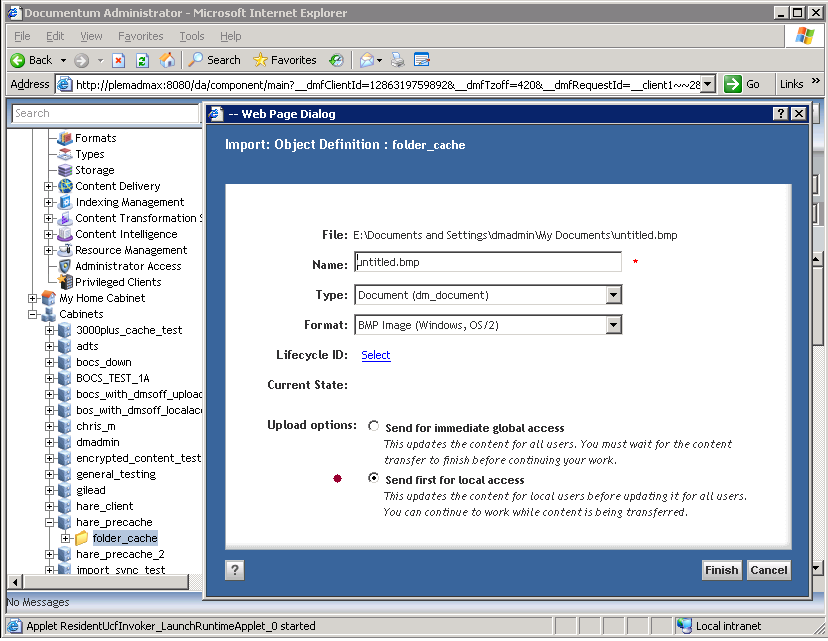 Documentum Administrator - Microsoft Internet Explorer
File Edit View Favorites Tools Help
Back Search Favorites
Address http://plemadmax:8080/da/component/main?__dmfClientId=1286319759892&__dmfTzoff=420&__dmfRequestId=__client1~~28 Go Links »
Search
Formats
Types
Storage
Content Delivery
Indexing Management
Content Transformation S
Content Intelligence
Resource Management
Administrator Access
Privileged Clients
My Home Cabinet
Cabinets
3000plus_cache_test
adts
bocs_down
BOCS_TEST_1A
bocs_with_dmsoff_upload
bos_with_dmsoff_localacc
chris_m
dmadmin
encrypted_content_test
general_testing
gilead
hare_client
hare_precache
folder_cache
hare_precache_2
import_sync_test
-- Web Page Dialog
Import: Object Definition : folder_cache
File: E:\Documents and Settings\dmadmin\My Documents\untitled.bmp
Name: untitled.bmp *
Type: Document (dm_document)
Format: BMP Image (Windows, OS/2)
Lifecycle ID: Select
Current State:
Upload options: Send for immediate global access
This updates the content for all users. You must wait for the content
transfer to finish before continuing your work.
Send first for local access
This updates the content for local users before updating it for all users.
You can continue to work while content is being transferred.
? Finish Cancel
No Messages
Applet ResidentUcfInvoker_LaunchRuntimeApplet_0 started Local intranet